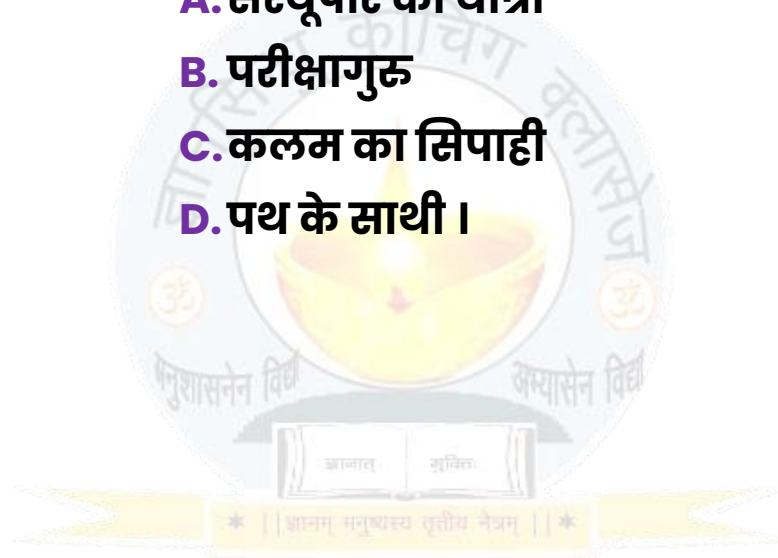 A. की यात्रा
B. परीक्षागुरु
C. कलम का सिपाही
D. पथ के साथी ।
कोचिंग क्लासेज
ॐ ॐ
अनुशासनेन विद्या अभ्यासेन विद्या
ज्ञानात् मुक्तिः
* ||ज्ञानम् मनुष्यस्य तृतीय नेत्रम् ||*